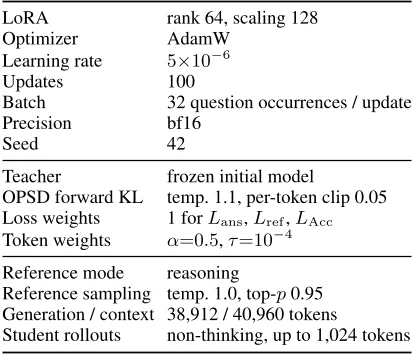 LoRA rank 64, scaling 128
Optimizer AdamW
Learning rate 5×10⁻⁶
Updates 100
Batch 32 question occurrences / update
Precision bf16
Seed 42
Teacher frozen initial model
OPSD forward KL temp. 1.1, per-token clip 0.05
Loss weights 1 for L_ans, L_ref, L_Acc
Token weights α=0.5, τ=10⁻⁴
Reference mode reasoning
Reference sampling temp. 1.0, top-p 0.95
Generation / context 38,912 / 40,960 tokens
Student rollouts non-thinking, up to 1,024 tokens